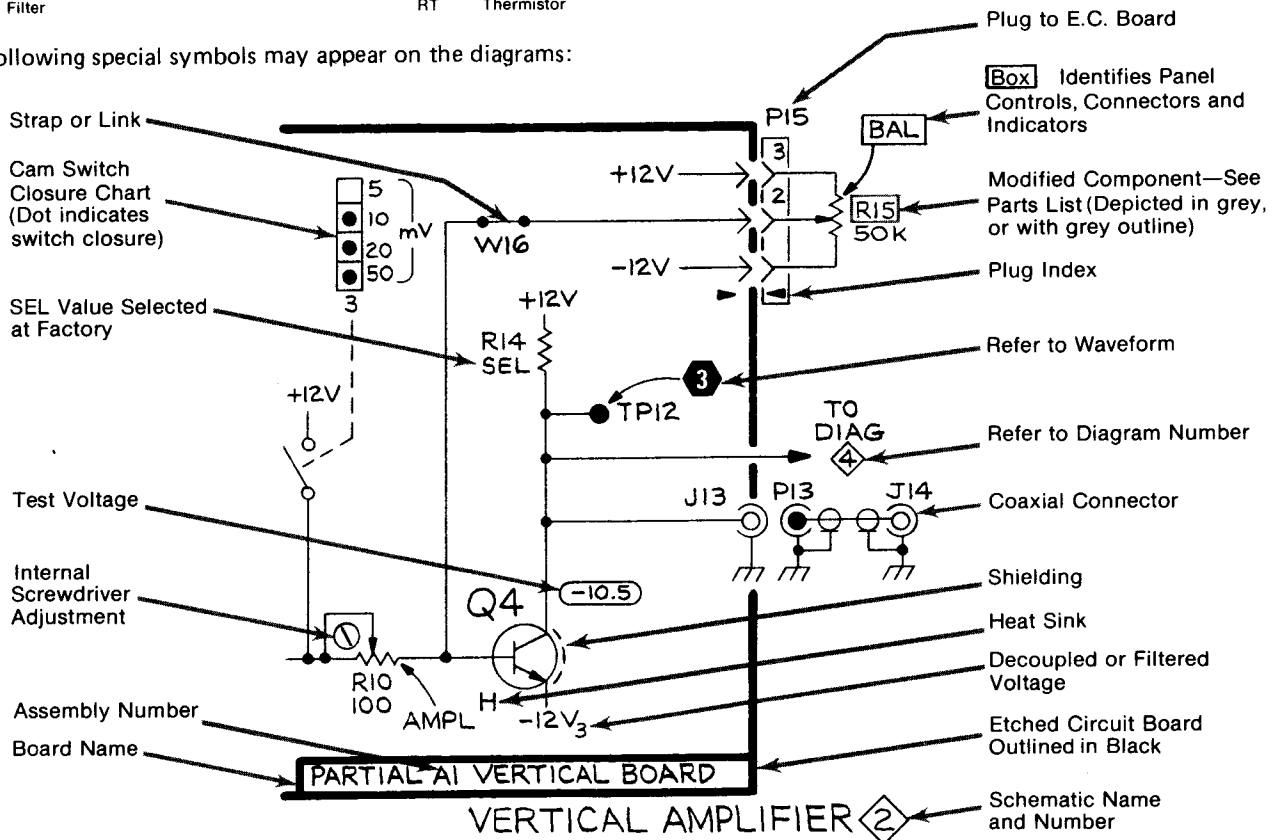 Filter
RT Thermistor
ollowing special symbols may appear on the diagrams:
Plug to E.C. Board
Box Identifies Panel
Controls, Connectors and
Indicators
Strap or Link
P15
BAL
Cam Switch
Closure Chart
(Dot indicates
switch closure)
5
10
20
50
mV
3
+12V
3
2
W16
-12V
R15
50K
Modified Component—See
Parts List (Depicted in grey,
or with grey outline)
Plug Index
SEL Value Selected
at Factory
+12V
R14
SEL
3
TP12
Refer to Waveform
+12V
TO
DIAG
4
Refer to Diagram Number
Test Voltage
J13
P13
J14
Coaxial Connector
Internal
Screwdriver
Adjustment
-10.5
Q4
Shielding
Heat Sink
R10
100
AMPL
H
-12V3
Decoupled or Filtered
Voltage
Assembly Number
Board Name
PARTIAL A1 VERTICAL BOARD
Etched Circuit Board
Outlined in Black
VERTICAL AMPLIFIER 2
Schematic Name
and Number